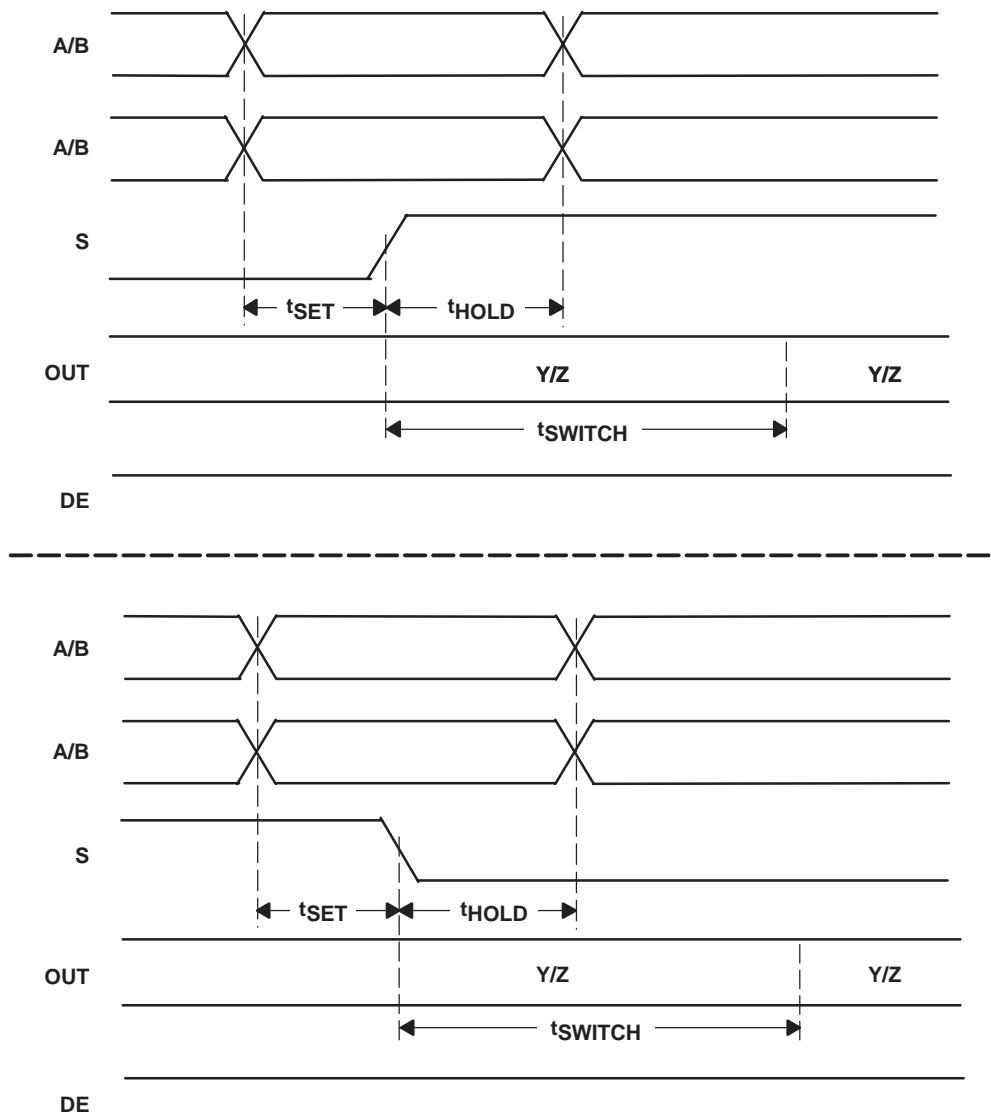 A/B
A/B
S
tSET tHOLD
OUT Y/Z Y/Z
tSWITCH
DE
A/B
A/B
S
tSET tHOLD
OUT Y/Z Y/Z
tSWITCH
DE